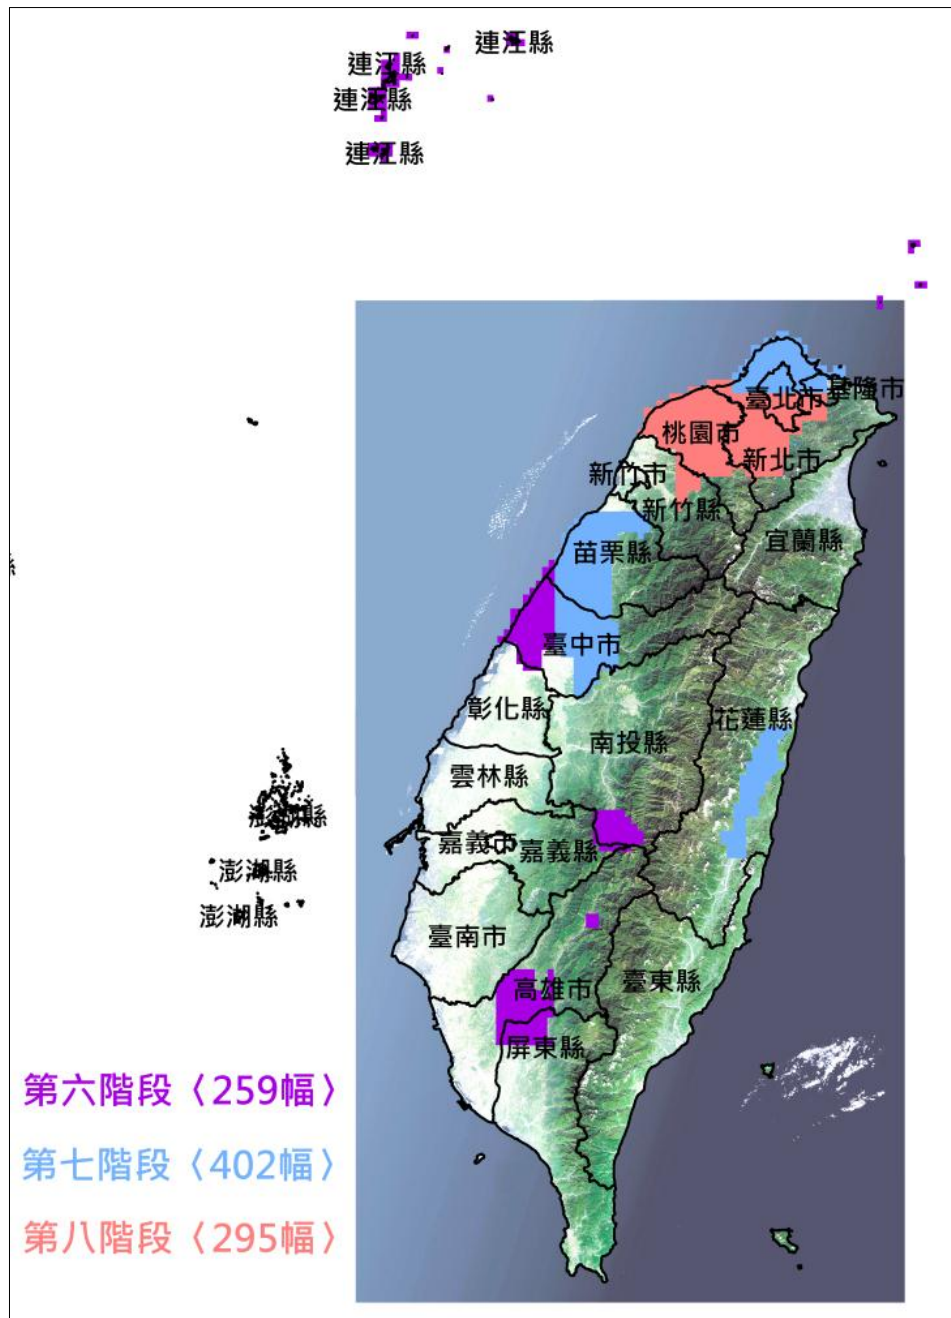 連江縣
連江縣
連江縣
連江縣
基隆市
臺北市
桃園市
新北市
新竹市
新竹縣
宜蘭縣
苗栗縣
臺中市
彰化縣
花蓮縣
南投縣
雲林縣
澎湖縣
嘉義市
嘉義縣
澎湖縣
澎湖縣
臺南市
臺東縣
高雄市
屏東縣
第六階段〈259幅〉
第七階段〈402幅〉
第八階段〈295幅〉